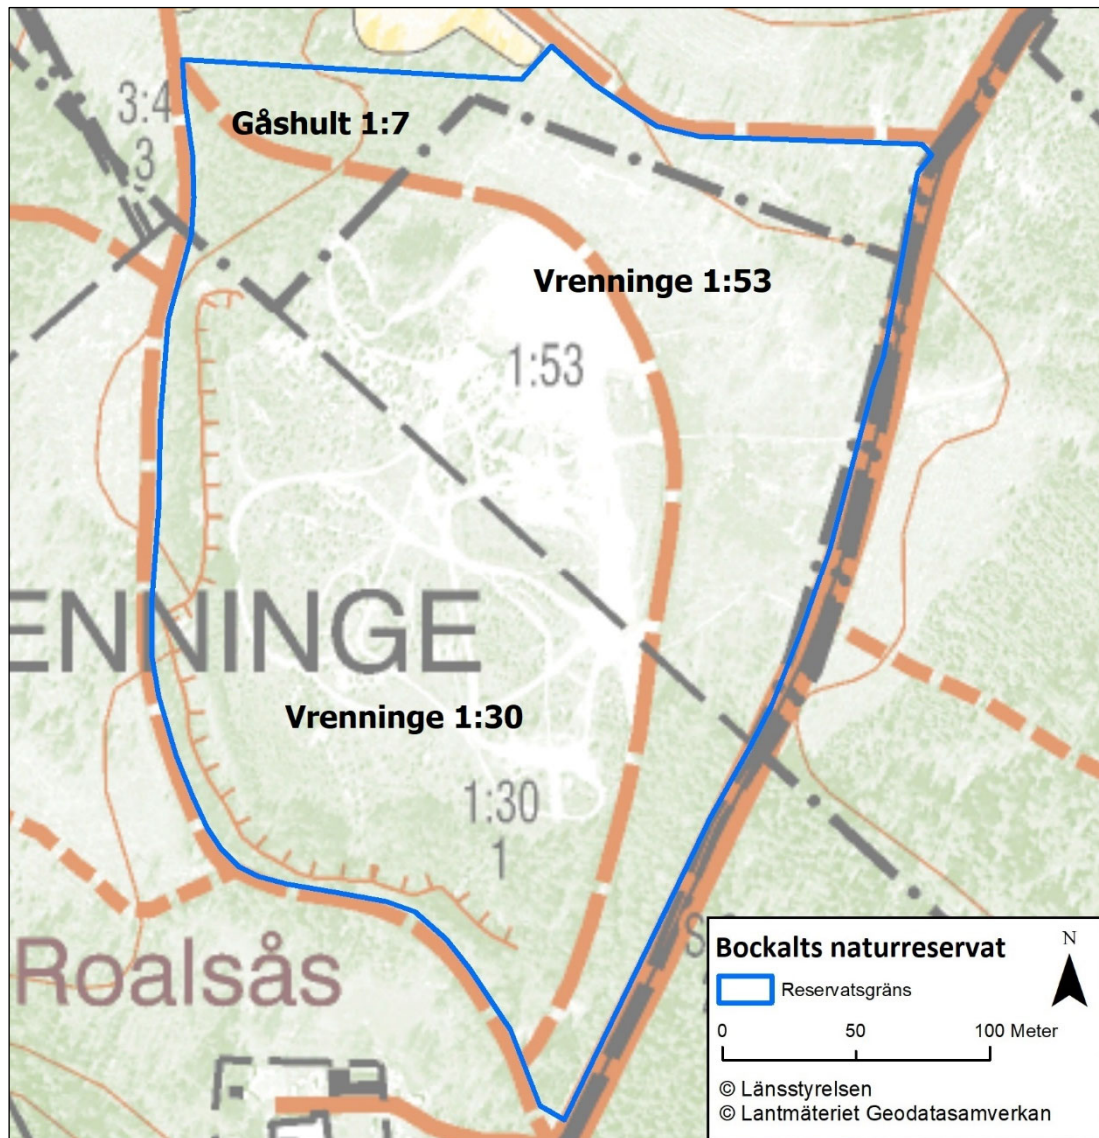 3:4
3
Gåshult 1:7
Vrenninge 1:53
1:53
ENNINGE
Vrenninge 1:30
1:30
1
Roalsås
Bockalts naturreservat
N
Reservatsgräns
0 50 100 Meter
© Länsstyrelsen
© Lantmäteriet Geodatasamverkan